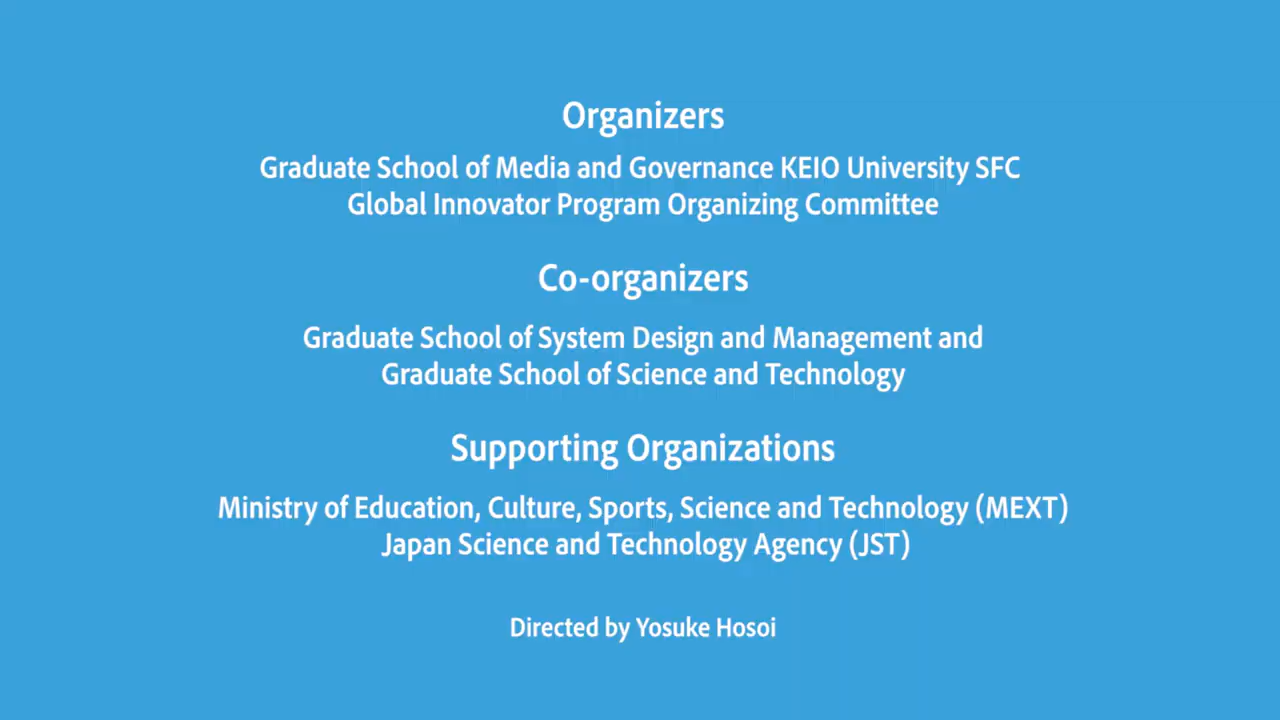 Organizers
Graduate School of Media and Governance KEIO University SFC
Global Innovator Program Organizing Committee
Co-organizers
Graduate School of System Design and Management and
Graduate School of Science and Technology
Supporting Organizations
Ministry of Education, Culture, Sports, Science and Technology (MEXT)
Japan Science and Technology Agency (JST)
Directed by Yosuke Hosoi